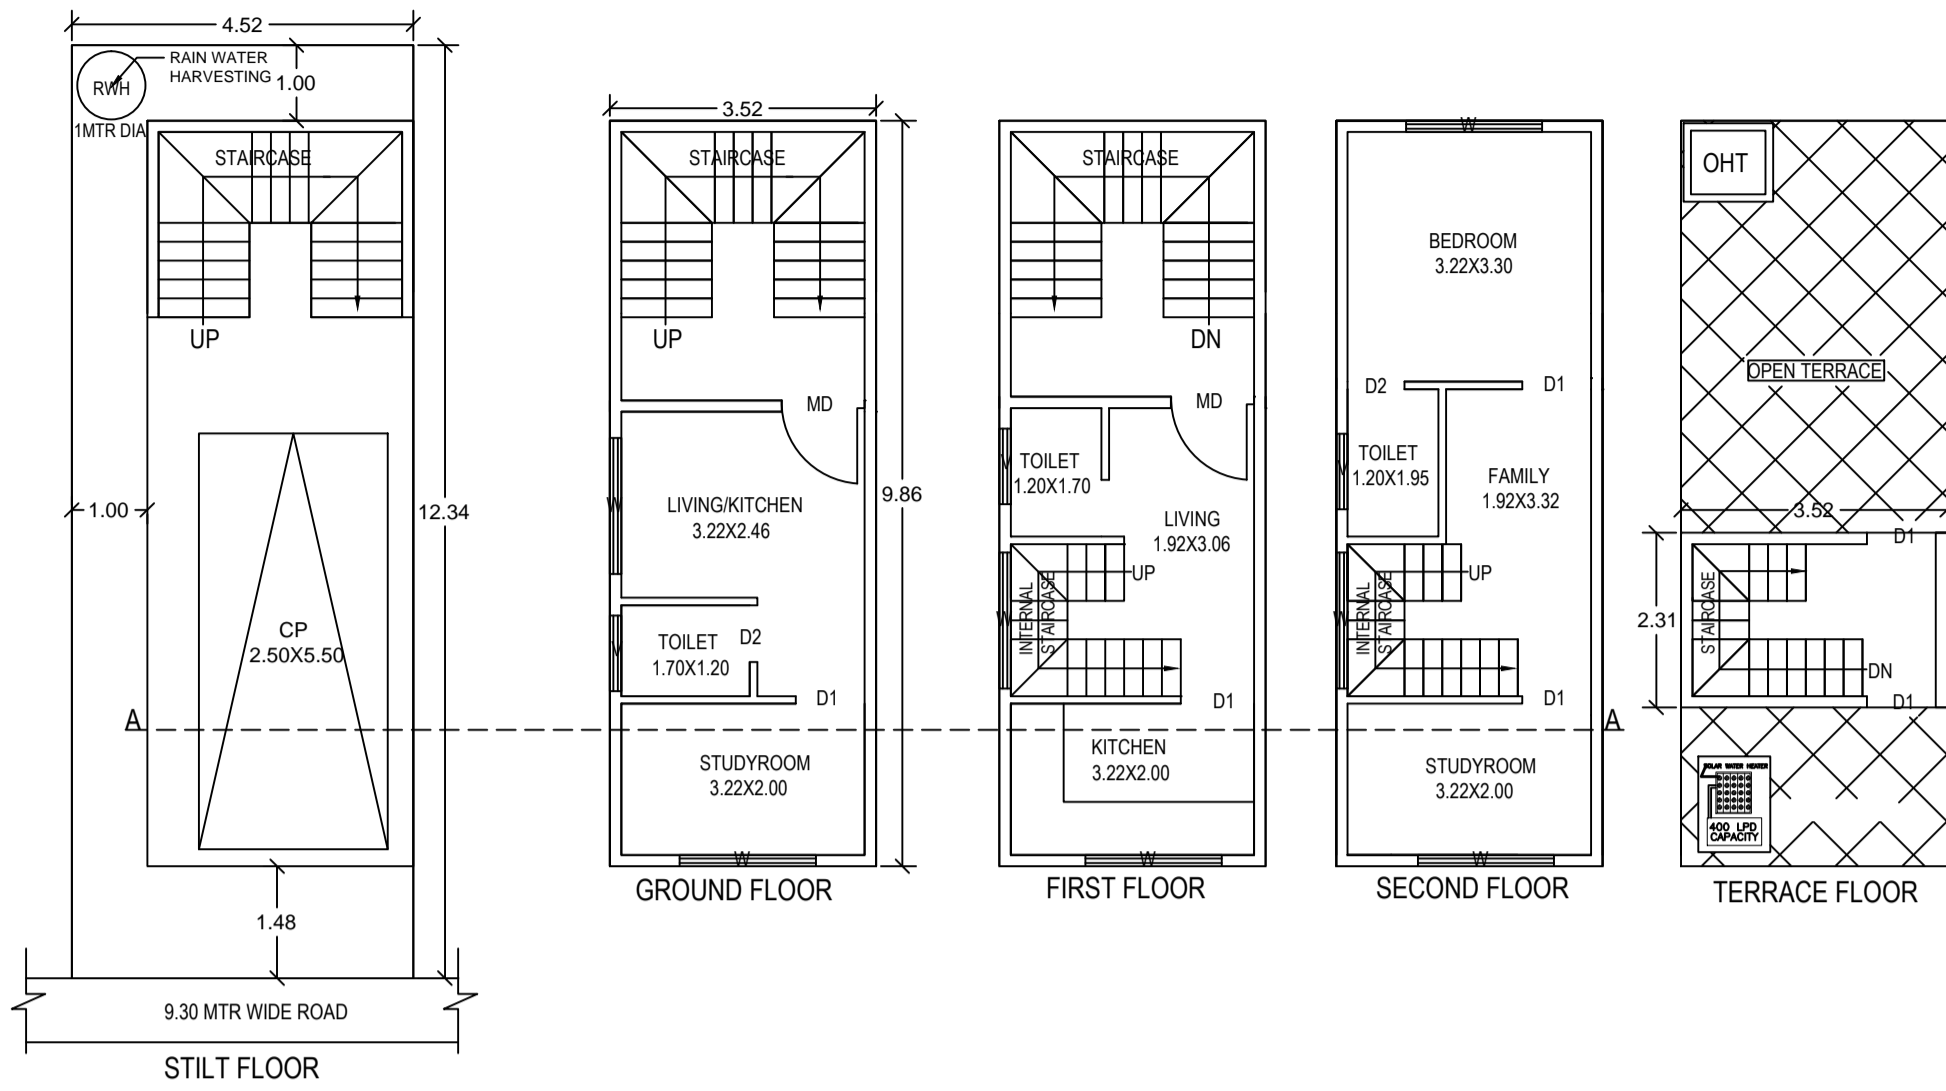 4.52
RAIN WATER
HARVESTING
RWH
1.00
1MTR DIA
STAIRCASE
UP
1.00
12.34
CP
2.50X5.50
A
1.48
9.30 MTR WIDE ROAD
STILT FLOOR
3.52
STAIRCASE
UP
MD
9.86
W
LIVING/KITCHEN
3.22X2.46
W
TOILET
1.70X1.20
D2
D1
STUDYROOM
3.22X2.00
W
GROUND FLOOR
STAIRCASE
DN
MD
W
TOILET
1.20X1.70
LIVING
1.92X3.06
UP
W
INTERNAL
STAIRCASE
D1
KITCHEN
3.22X2.00
W
FIRST FLOOR
W
BEDROOM
3.22X3.30
D2
D1
W
TOILET
1.20X1.95
FAMILY
1.92X3.32
UP
W
INTERNAL
STAIRCASE
D1
A
STUDYROOM
3.22X2.00
W
SECOND FLOOR
OHT
OPEN TERRACE
3.52
D1
2.31
STAIRCASE
DN
D1
SOLAR WATER HEATER
400 LPD
CAPACITY
TERRACE FLOOR